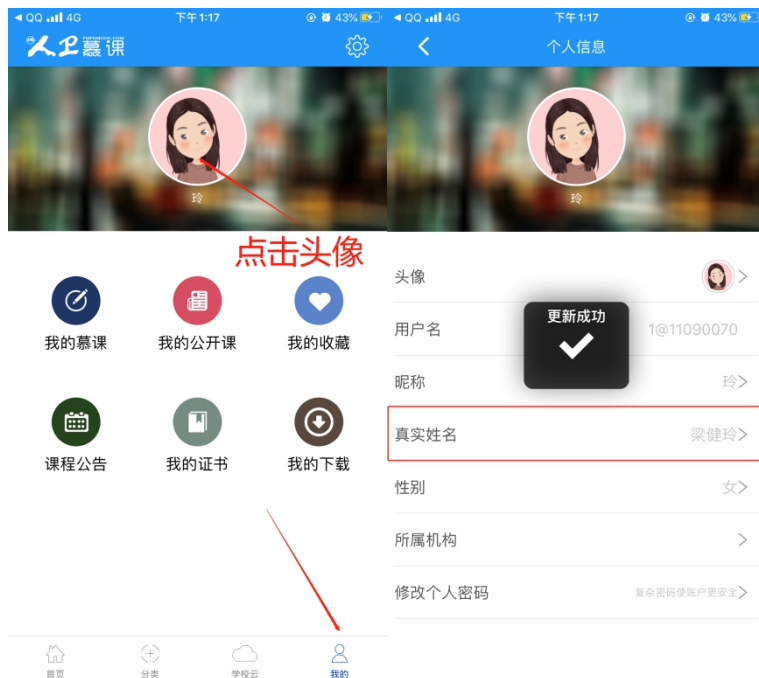 QQ 4G 下午1:17 43%
人卫慕课
玲
点击头像
我的慕课 我的公开课 我的收藏
课程公告 我的证书 我的下载
首页 分类 学校云 我的
QQ 4G 下午1:17 43%
个人信息
玲
头像
更新成功
用户名 1@11090070
昵称 玲
真实姓名 梁健玲
性别 女
所属机构
修改个人密码 复杂密码使账户更安全